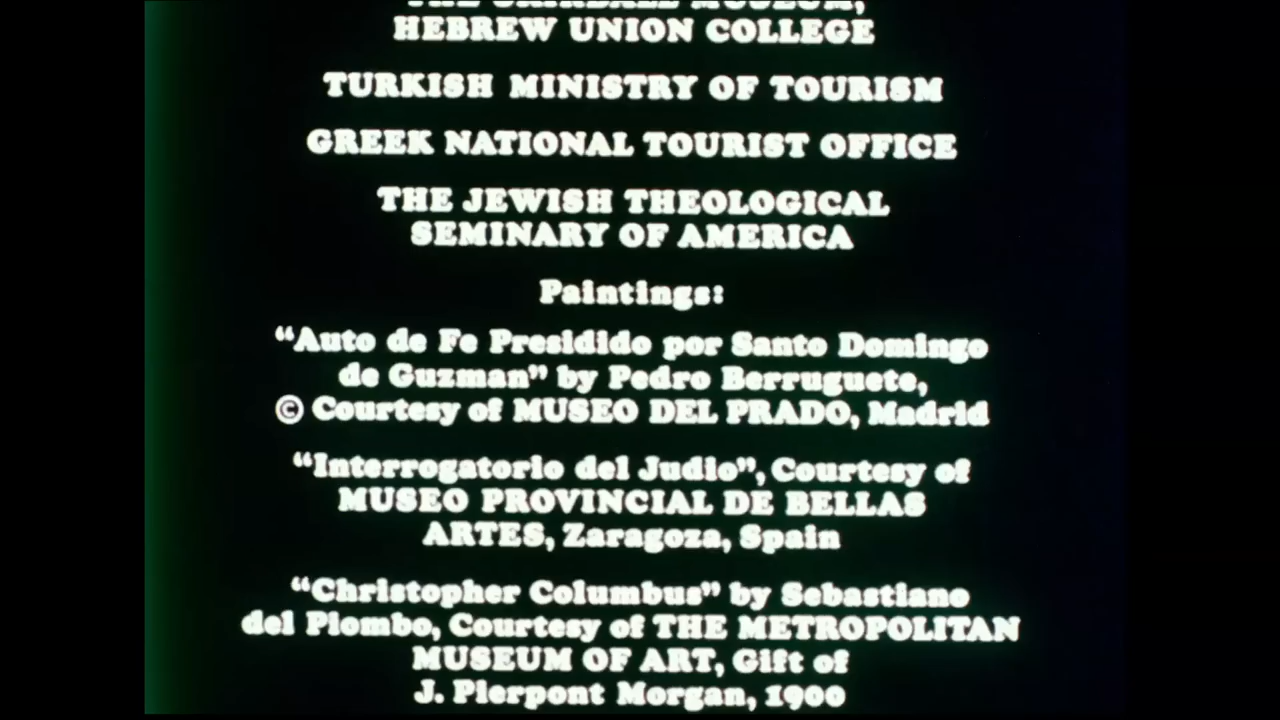 HEBREW UNION COLLEGE
TURKISH MINISTRY OF TOURISM
GREEK NATIONAL TOURIST OFFICE
THE JEWISH THEOLOGICAL
SEMINARY OF AMERICA
Paintings:
“Auto de Fe Presidido por Santo Domingo
de Guzman” by Pedro Berruguete,
© Courtesy of MUSEO DEL PRADO, Madrid
“Interrogatorio del Judio”, Courtesy of
MUSEO PROVINCIAL DE BELLAS
ARTES, Zaragoza, Spain
“Christopher Columbus” by Sebastiano
del Piombo, Courtesy of THE METROPOLITAN
MUSEUM OF ART, Gift of
J. Pierpont Morgan, 1900